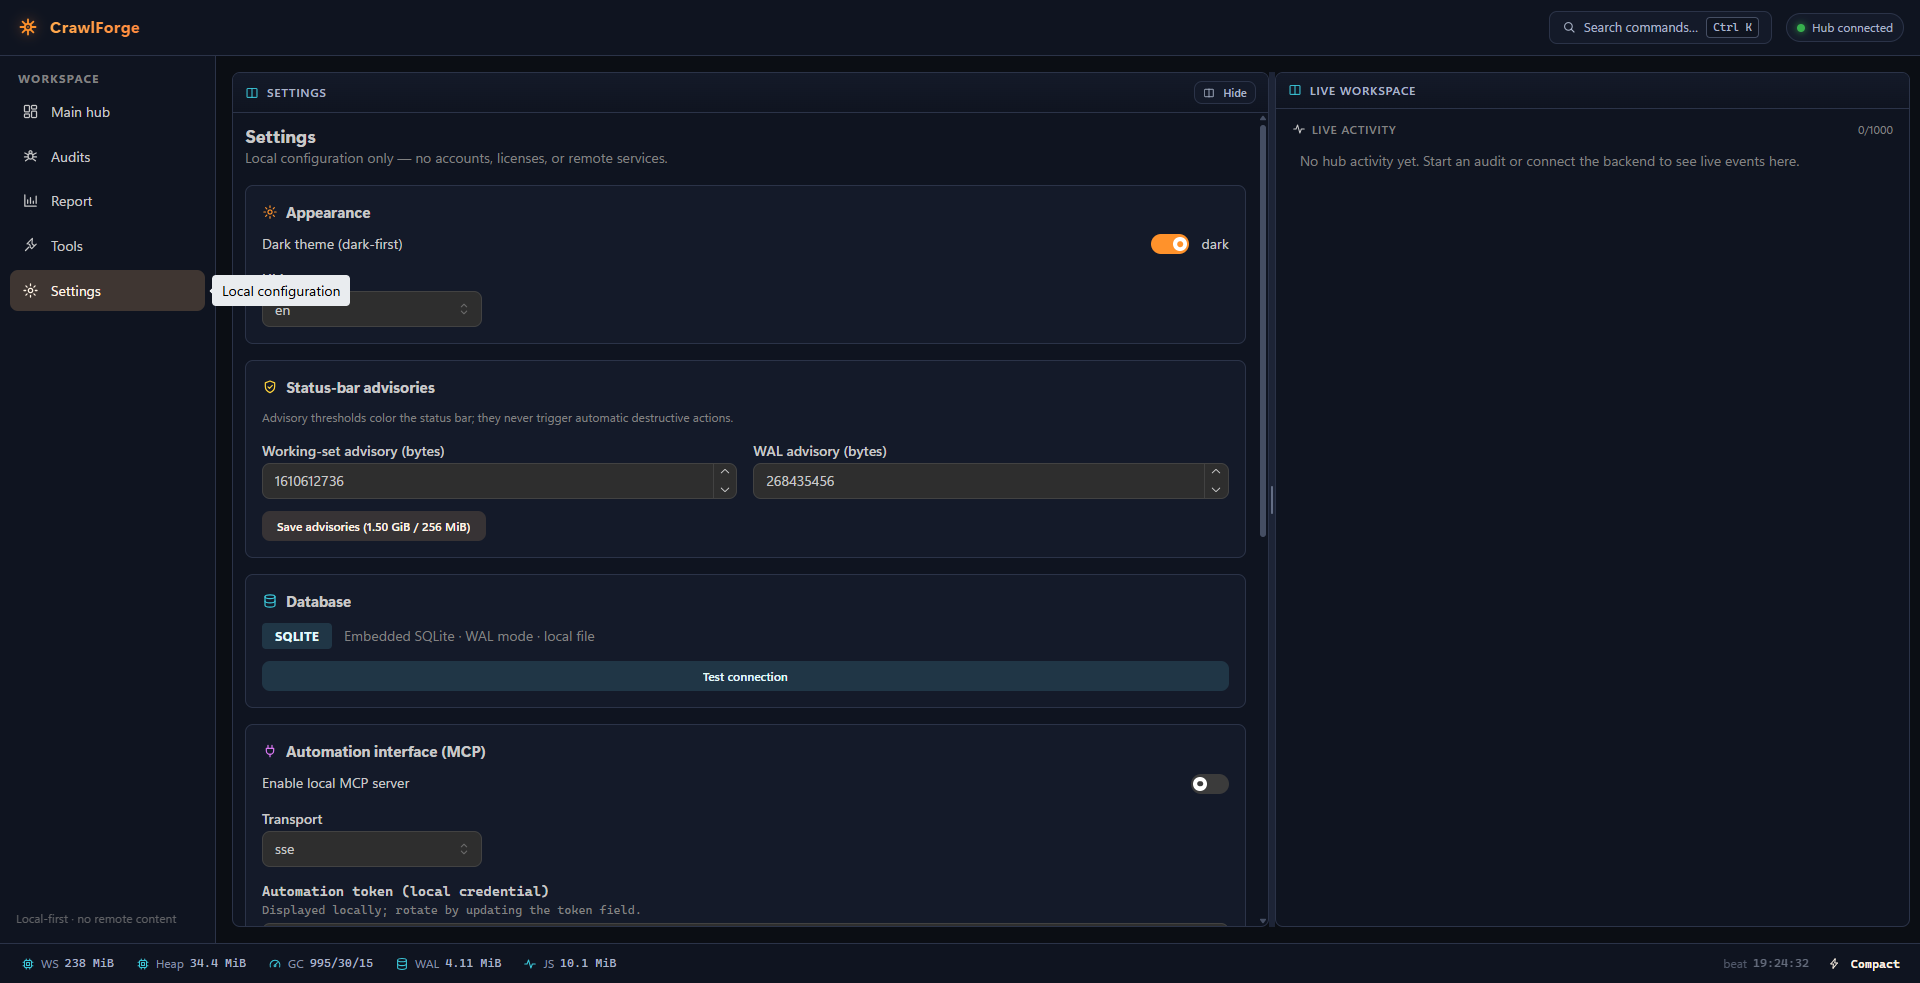 CrawlForge
Search commands... Ctrl K
Hub connected
WORKSPACE
Main hub
Audits
Report
Tools
Settings
Local configuration
Local-first · no remote content
SETTINGS
Hide
Settings
Local configuration only — no accounts, licenses, or remote services.
Appearance
Dark theme (dark-first)
dark
en
Status-bar advisories
Advisory thresholds color the status bar; they never trigger automatic destructive actions.
Working-set advisory (bytes)
1610612736
WAL advisory (bytes)
268435456
Save advisories (1.50 GiB / 256 MiB)
Database
SQLITE Embedded SQLite · WAL mode · local file
Test connection
Automation interface (MCP)
Enable local MCP server
Transport
sse
Automation token (local credential)
Displayed locally; rotate by updating the token field.
LIVE WORKSPACE
LIVE ACTIVITY
0/1000
No hub activity yet. Start an audit or connect the backend to see live events here.
WS 238 MiB
Heap 34.4 MiB
GC 995/30/15
WAL 4.11 MiB
JS 10.1 MiB
beat 19:24:32
Compact